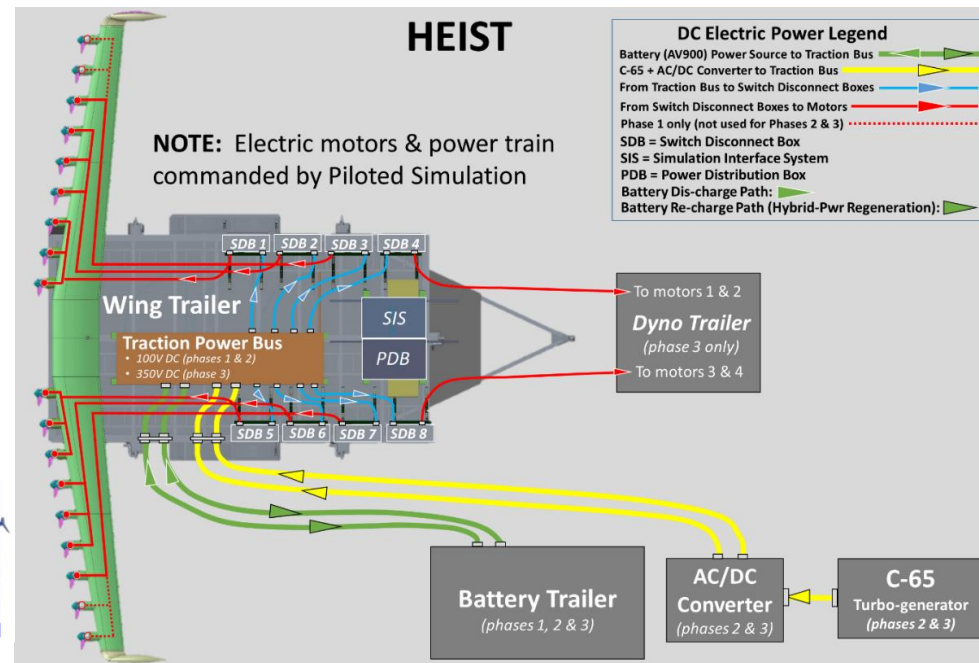 HEIST
DC Electric Power Legend
Battery (AV900) Power Source to Traction Bus
C-65 + AC/DC Converter to Traction Bus
From Traction Bus to Switch Disconnect Boxes
From Switch Disconnect Boxes to Motors
Phase 1 only (not used for Phases 2 & 3)
SDB = Switch Disconnect Box
SIS = Simulation Interface System
PDB = Power Distribution Box
Battery Dis-charge Path:
Battery Re-charge Path (Hybrid-Pwr Regeneration):
NOTE: Electric motors & power train
commanded by Piloted Simulation
SDB 1 SDB 2 SDB 3 SDB 4
Wing Trailer
SIS
PDB
Traction Power Bus
• 100V DC (phases 1 & 2)
• 350V DC (phase 3)
To motors 1 & 2
Dyno Trailer
(phase 3 only)
To motors 3 & 4
SDB 5 SDB 6 SDB 7 SDB 8
Battery Trailer
(phases 1, 2 & 3)
AC/DC
Converter
(phases 2 & 3)
C-65
Turbo-generator
(phases 2 & 3)